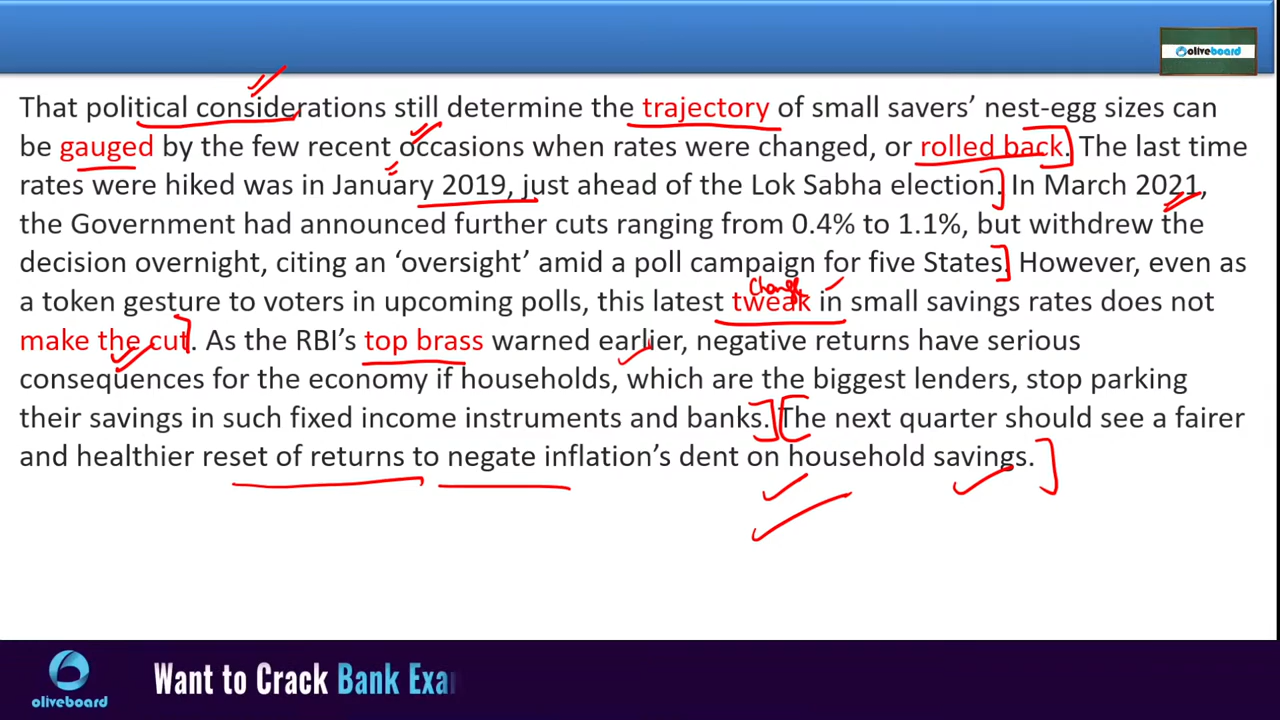 oliveboard
That political considerations still determine the trajectory of small savers' nest-egg sizes can
be gauged by the few recent occasions when rates were changed, or rolled back. The last time
rates were hiked was in January 2019, just ahead of the Lok Sabha election. In March 2021,
the Government had announced further cuts ranging from 0.4% to 1.1%, but withdrew the
decision overnight, citing an ‘oversight’ amid a poll campaign for five States. However, even as
Change
a token gesture to voters in upcoming polls, this latest tweak in small savings rates does not
make the cut. As the RBI's top brass warned earlier, negative returns have serious
consequences for the economy if households, which are the biggest lenders, stop parking
their savings in such fixed income instruments and banks. The next quarter should see a fairer
and healthier reset of returns to negate inflation's dent on household savings.
oliveboard
Want to Crack Bank Exa